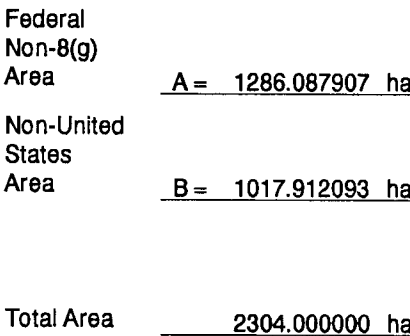 Federal
Non-8(g)
Area A = 1286.087907 ha
Non-United
States
Area B = 1017.912093 ha
Total Area 2304.000000 ha